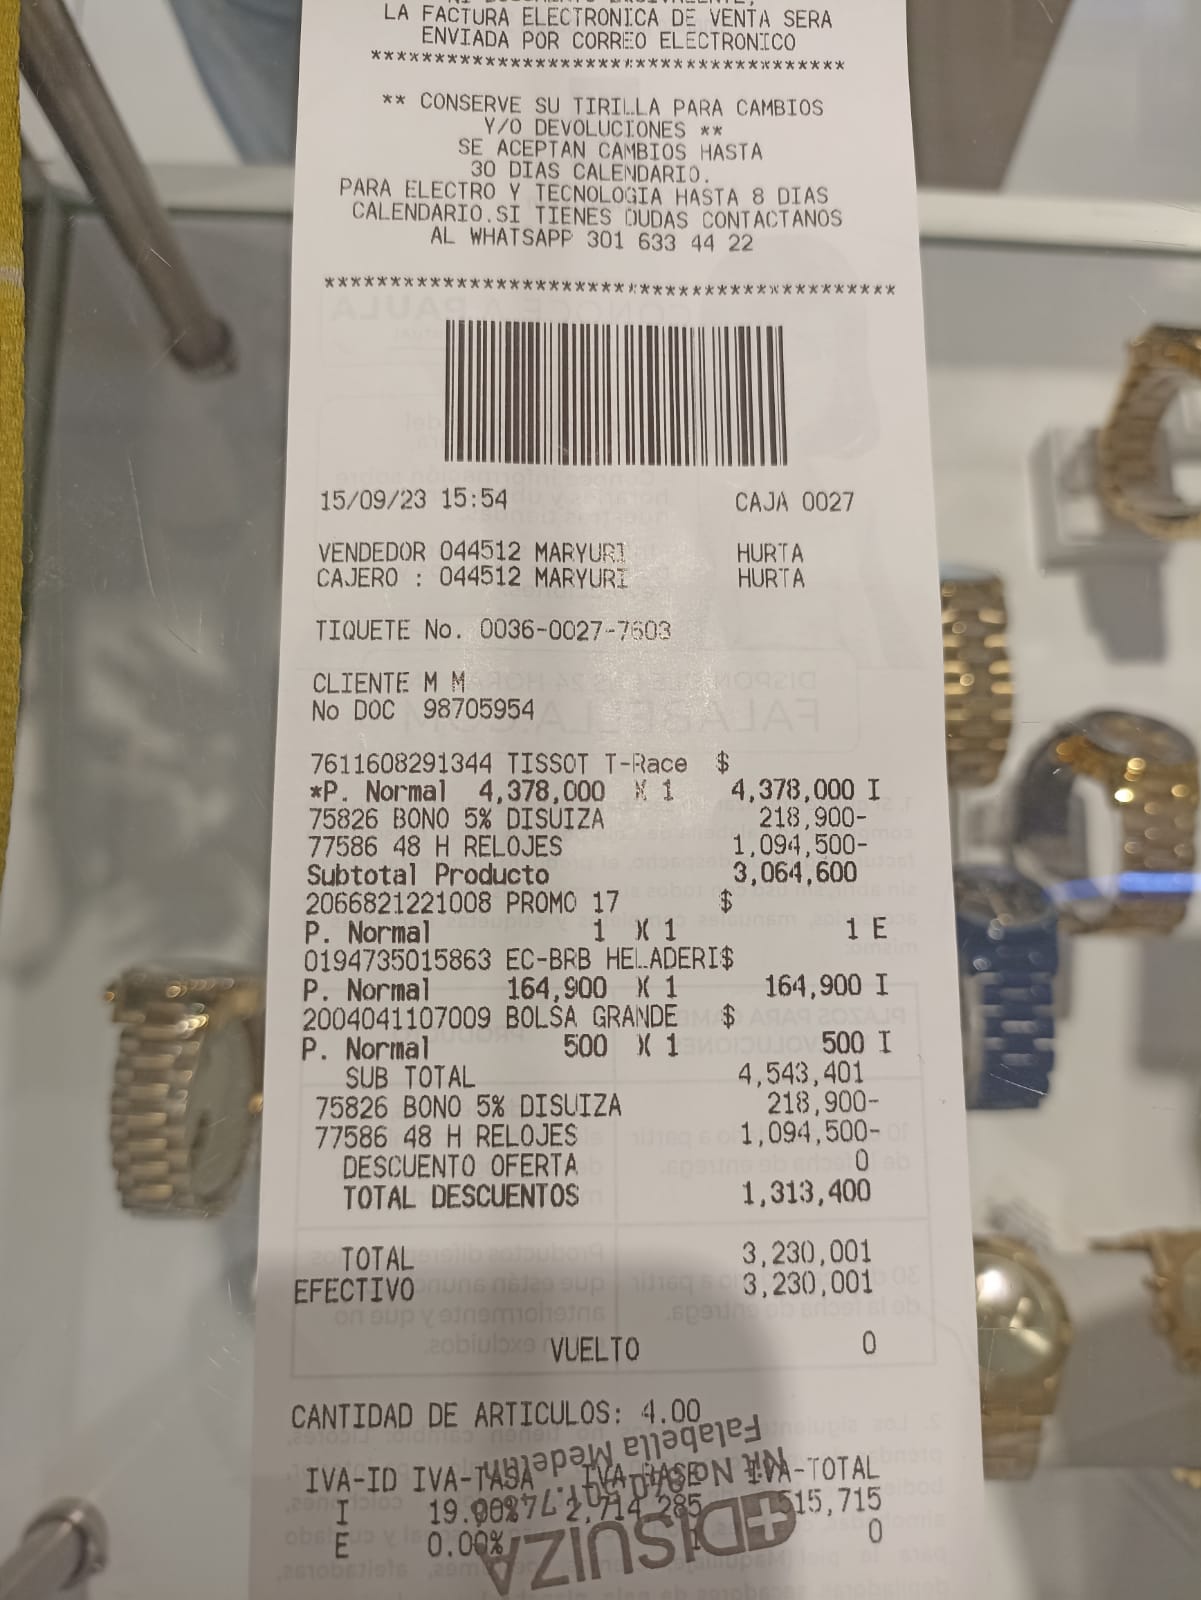 LA FACTURA ELECTRONICA DE VENTA SERA
ENVIADA POR CORREO ELECTRONICO
** CONSERVE SU TIRILLA PARA CAMBIOS
Y/O DEVOLUCIONES **
SE ACEPTAN CAMBIOS HASTA
30 DIAS CALENDARIO.
PARA ELECTRO Y TECNOLOGIA HASTA 8 DIAS
CALENDARIO.SI TIENES DUDAS CONTACTANOS
AL WHATSAPP 301 633 44 22
15/09/23 15:54 CAJA 0027
VENDEDOR 044512 MARYURI HURTA
CAJERO : 044512 MARYURI HURTA
TIQUETE No. 0036-0027-7603
CLIENTE M M
No DOC 98705954
7611608291344 TISSOT T-Race $
*P. Normal 4,378,000 X 1 4,378,000 I
75826 BONO 5% DISUIZA 218,900-
77586 48 H RELOJES 1,094,500-
Subtotal Producto 3,064,600
2066821221008 PROMO 17 $
P. Normal 1 X 1 1 E
0194735015863 EC-BRB HELADERI$
P. Normal 164,900 X 1 164,900 I
2004041107009 BOLSA GRANDE $
P. Normal 500 X 1 500 I
SUB TOTAL 4,543,401
75826 BONO 5% DISUIZA 218,900-
77586 48 H RELOJES 1,094,500-
DESCUENTO OFERTA 0
TOTAL DESCUENTOS 1,313,400
TOTAL 3,230,001
EFECTIVO 3,230,001
VUELTO 0
CANTIDAD DE ARTICULOS: 4.00
Falabella
IVA-ID IVA-TASA IVA-BASE IVA-TOTAL
I 19.00% 2,714,285 515,715
E 0.00% 0
DISUIZA